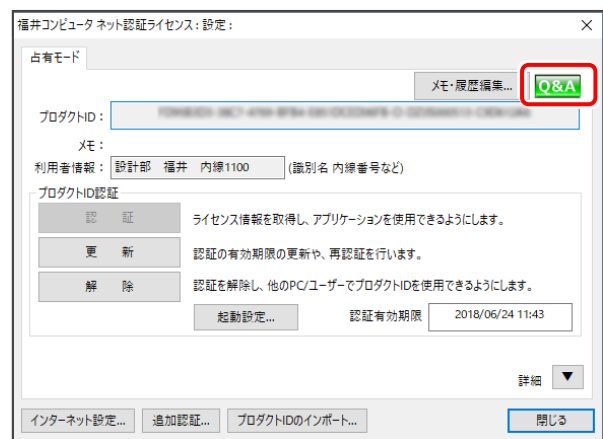 福井コンピュータ ネット認証ライセンス：設定：
占有モード
メモ・履歴編集... Q&A
プロダクトID：
メモ：
利用者情報： 設計部 福井 内線1100 (識別名 内線番号など)
プロダクトID認証
認 証 ライセンス情報を取得し、アプリケーションを使用できるようにします。
更 新 認証の有効期限の更新や、再認証を行います。
解 除 認証を解除し、他のPC/ユーザーでプロダクトIDを使用できるようにします。
起動設定... 認証有効期限 2018/06/24 11:43
詳細 ▼
インターネット設定... 追加認証... プロダクトIDのインポート... 閉じる